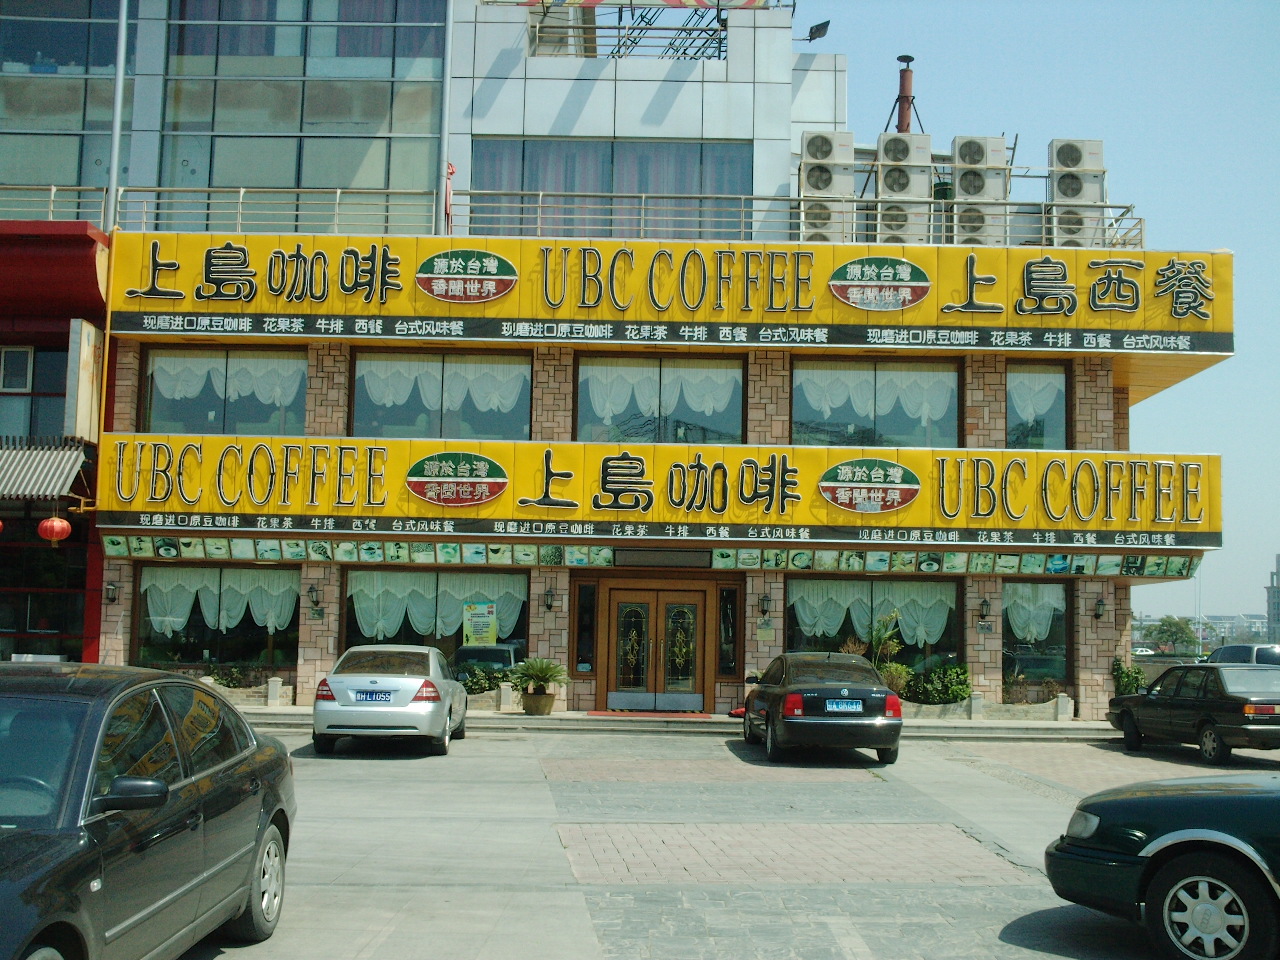 上島咖啡 源於台灣 香聞世界 UBC COFFEE 源於台灣 香聞世界 上島西餐
现磨进口原豆咖啡 花果茶 牛排 西餐 台式风味餐 现磨进口原豆咖啡 花果茶 牛排 西餐 台式风味餐 现磨进口原豆咖啡 花果茶 牛排 西餐 台式风味餐
UBC COFFEE 源於台灣 香聞世界 上島咖啡 源於台灣 香聞世界 UBC COFFEE
现磨进口原豆咖啡 花果茶 牛排 西餐 台式风味餐 现磨进口原豆咖啡 花果茶 牛排 西餐 台式风味餐 现磨进口原豆咖啡 花果茶 牛排 西餐 台式风味餐